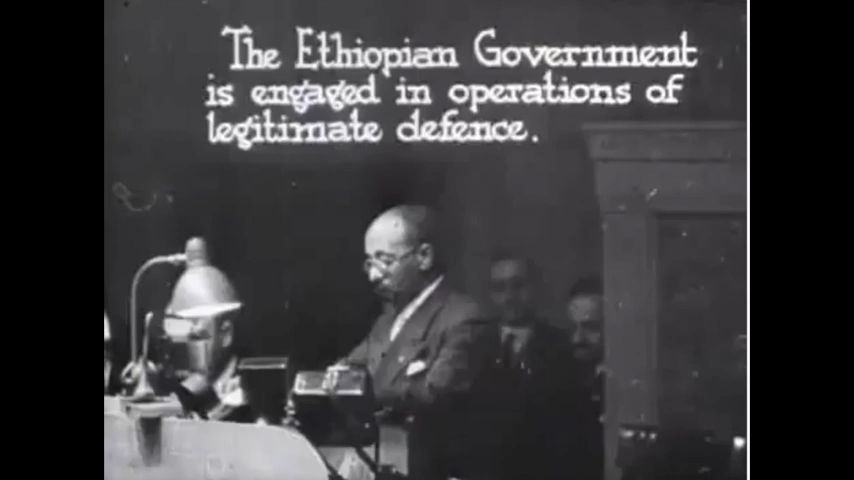 The Ethiopian Government
is engaged in operations of
legitimate defence.